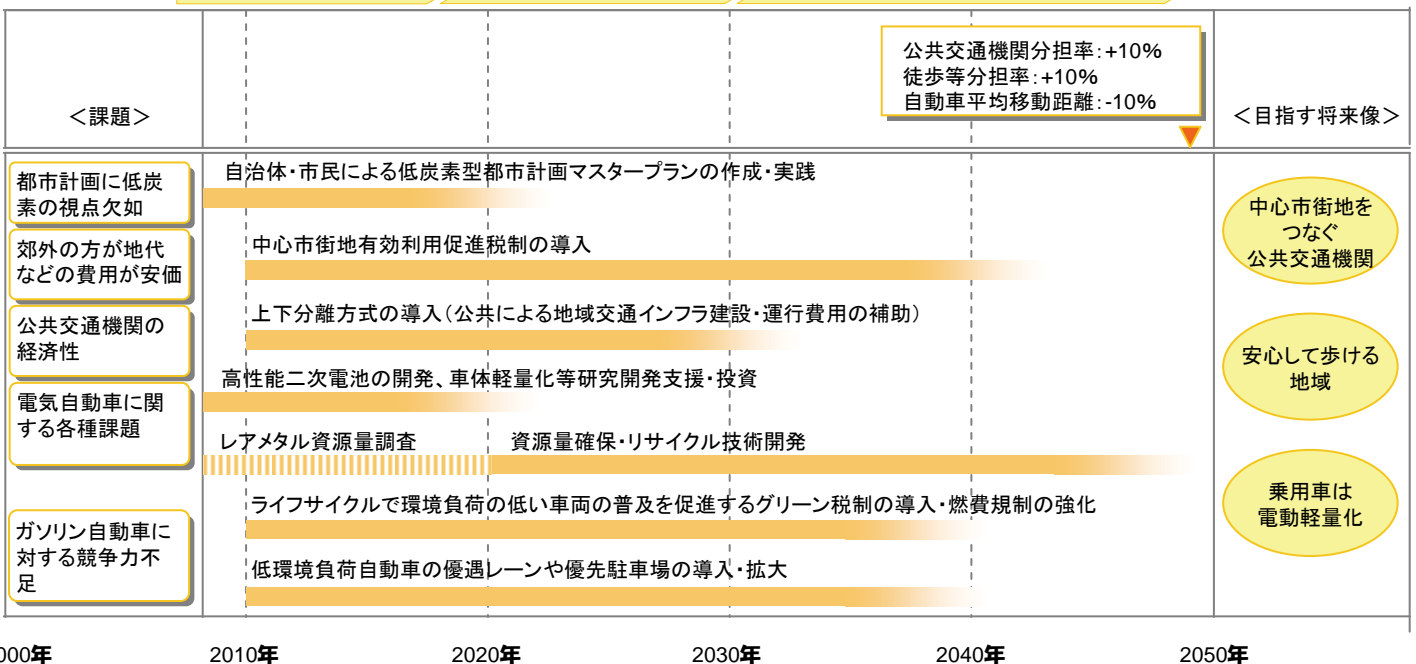 公共交通機関分担率:+10%
徒歩等分担率:+10%
自動車平均移動距離:-10%
<課題>
<目指す将来像>
都市計画に低炭
素の視点欠如
自治体・市民による低炭素型都市計画マスタープランの作成・実践
郊外の方が地代
などの費用が安価
中心市街地有効利用促進税制の導入
公共交通機関の
経済性
上下分離方式の導入(公共による地域交通インフラ建設・運行費用の補助)
電気自動車に関
する各種課題
高性能二次電池の開発、車体軽量化等研究開発支援・投資
レアメタル資源量調査
資源量確保・リサイクル技術開発
ガソリン自動車に
対する競争力不
足
ライフサイクルで環境負荷の低い車両の普及を促進するグリーン税制の導入・燃費規制の強化
低環境負荷自動車の優遇レーンや優先駐車場の導入・拡大
中心市街地を
つなぐ
公共交通機関
安心して歩ける
地域
乗用車は
電動軽量化
000年
2010年
2020年
2030年
2040年
2050年